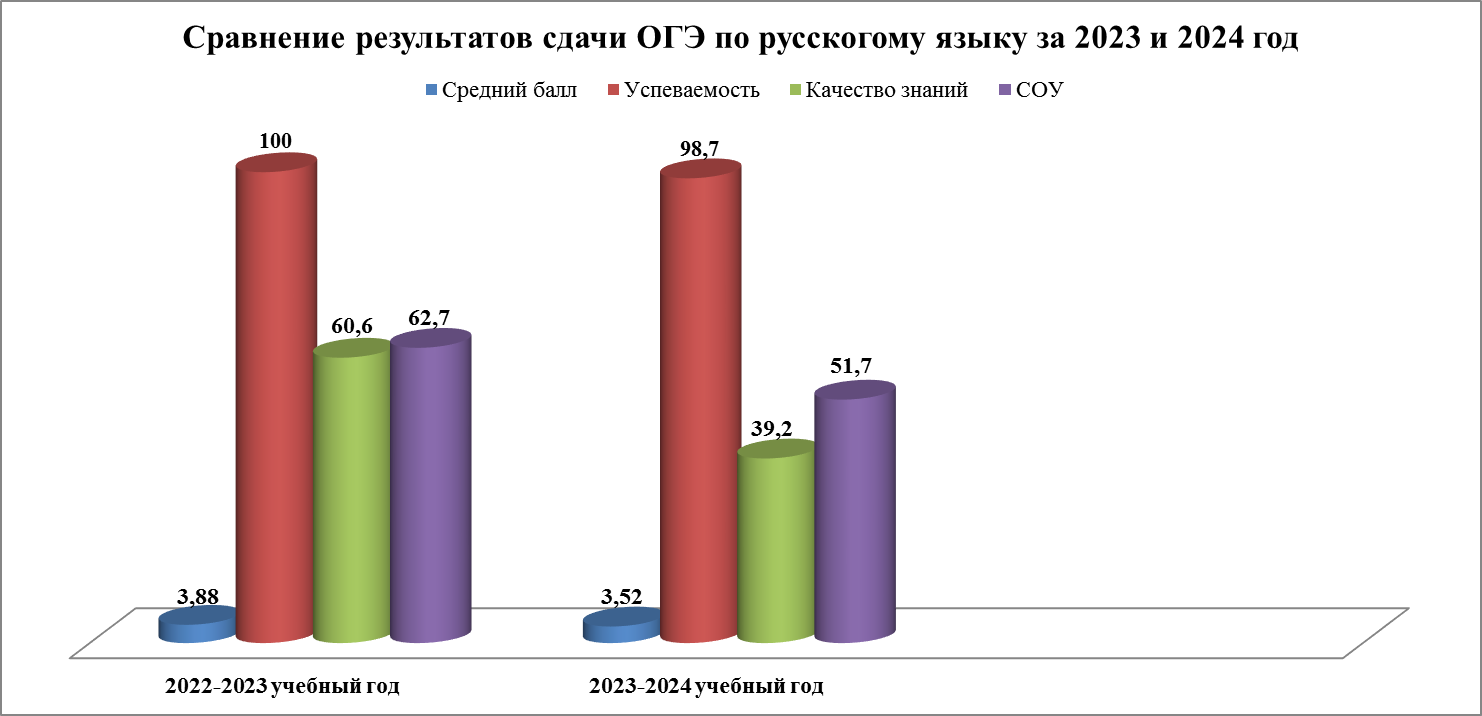 Сравнение результатов сдачи ОГЭ по русскогому языку за 2023 и 2024 год
Средний балл Успеваемость Качество знаний СОУ
100
98,7
60,6
62,7
51,7
39,2
3,88
3,52
2022-2023 учебный год
2023-2024 учебный год